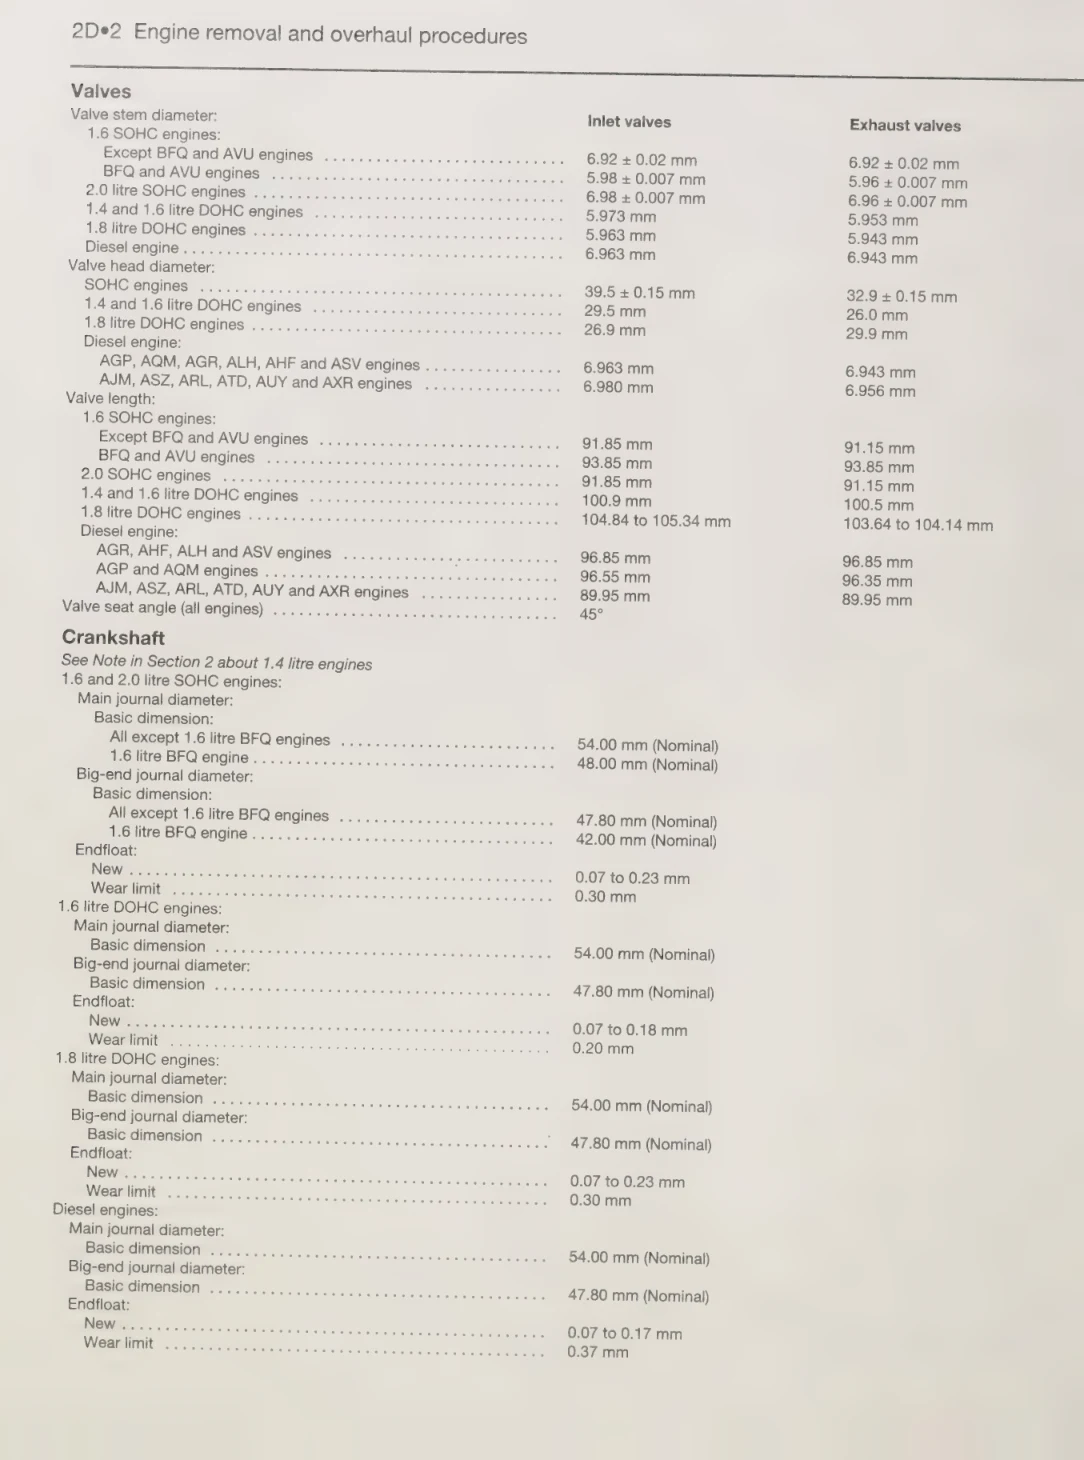 2D•2 Engine removal and overhaul procedures
Valves
Valve stem diameter: Inlet valves Exhaust valves
1.6 SOHC engines:
Except BFQ and AVU engines 6.92 ± 0.02 mm 6.92 ± 0.02 mm
BFQ and AVU engines 5.98 ± 0.007 mm 5.96 ± 0.007 mm
2.0 litre SOHC engines 6.98 ± 0.007 mm 6.96 ± 0.007 mm
1.4 and 1.6 litre DOHC engines 5.973 mm 5.953 mm
1.8 litre DOHC engines 5.963 mm 5.943 mm
Diesel engine 6.963 mm 6.943 mm
Valve head diameter:
SOHC engines 39.5 ± 0.15 mm 32.9 ± 0.15 mm
1.4 and 1.6 litre DOHC engines 29.5 mm 26.0 mm
1.8 litre DOHC engines 26.9 mm 29.9 mm
Diesel engine:
AGP, AQM, AGR, ALH, AHF and ASV engines 6.963 mm 6.943 mm
AJM, ASZ, ARL, ATD, AUY and AXR engines 6.980 mm 6.956 mm
Valve length:
1.6 SOHC engines:
Except BFQ and AVU engines 91.85 mm 91.15 mm
BFQ and AVU engines 93.85 mm 93.85 mm
2.0 SOHC engines 91.85 mm 91.15 mm
1.4 and 1.6 litre DOHC engines 100.9 mm 100.5 mm
1.8 litre DOHC engines 104.84 to 105.34 mm 103.64 to 104.14 mm
Diesel engine:
AGR, AHF, ALH and ASV engines 96.85 mm 96.85 mm
AGP and AQM engines 96.55 mm 96.35 mm
AJM, ASZ, ARL, ATD, AUY and AXR engines 89.95 mm 89.95 mm
Valve seat angle (all engines) 45°
Crankshaft
See Note in Section 2 about 1.4 litre engines
1.6 and 2.0 litre SOHC engines:
Main journal diameter:
Basic dimension:
All except 1.6 litre BFQ engines 54.00 mm (Nominal)
1.6 litre BFQ engine 48.00 mm (Nominal)
Big-end journal diameter:
Basic dimension:
All except 1.6 litre BFQ engines 47.80 mm (Nominal)
1.6 litre BFQ engine 42.00 mm (Nominal)
Endfloat:
New 0.07 to 0.23 mm
Wear limit 0.30 mm
1.6 litre DOHC engines:
Main journal diameter:
Basic dimension 54.00 mm (Nominal)
Big-end journal diameter:
Basic dimension 47.80 mm (Nominal)
Endfloat:
New 0.07 to 0.18 mm
Wear limit 0.20 mm
1.8 litre DOHC engines:
Main journal diameter:
Basic dimension 54.00 mm (Nominal)
Big-end journal diameter:
Basic dimension 47.80 mm (Nominal)
Endfloat:
New 0.07 to 0.23 mm
Wear limit 0.30 mm
Diesel engines:
Main journal diameter:
Basic dimension 54.00 mm (Nominal)
Big-end journal diameter:
Basic dimension 47.80 mm (Nominal)
Endfloat:
New 0.07 to 0.17 mm
Wear limit 0.37 mm